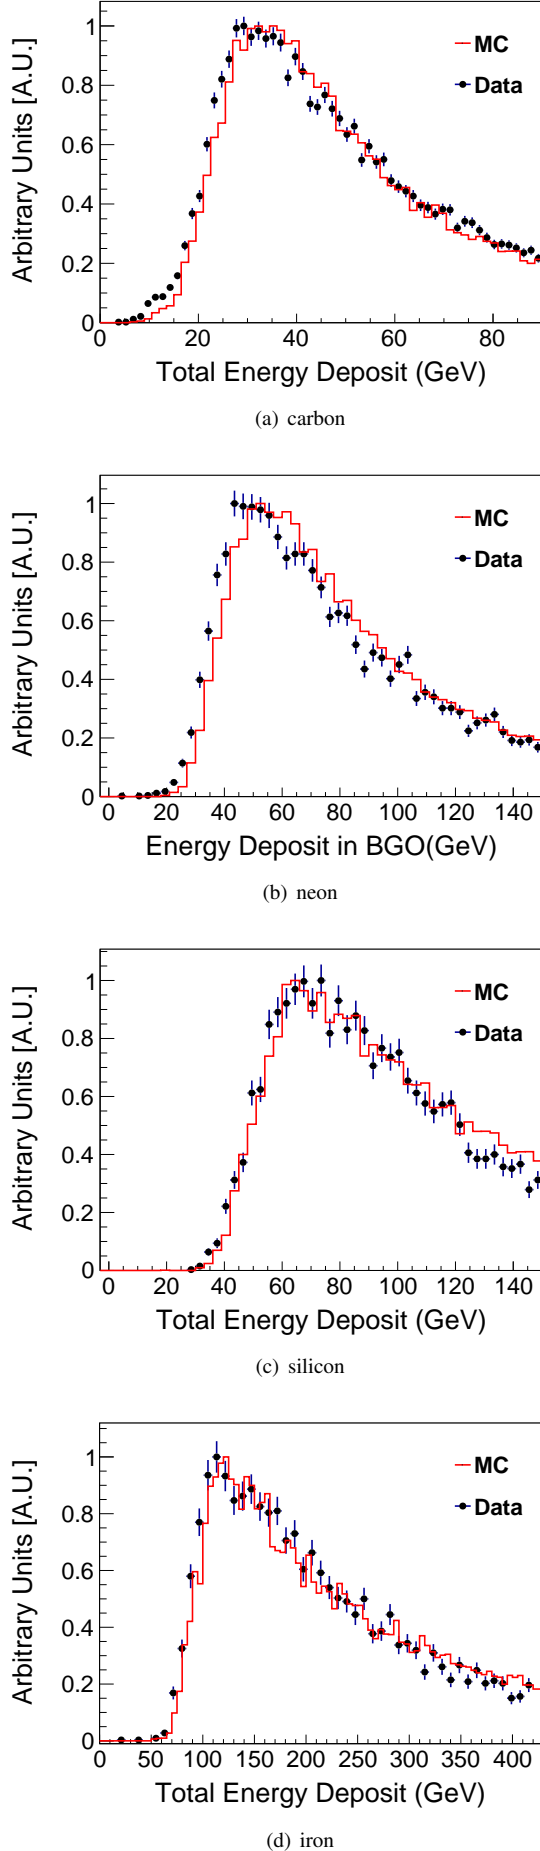 Arbitrary Units [A.U.]
MC
Data
1
0.8
0.6
0.4
0.2
0
0 20 40 60 80
Total Energy Deposit (GeV)
(a) carbon
Arbitrary Units [A.U.]
MC
Data
1
0.8
0.6
0.4
0.2
0
0 20 40 60 80 100 120 140
Energy Deposit in BGO(GeV)
(b) neon
Arbitrary Units [A.U.]
MC
Data
1
0.8
0.6
0.4
0.2
0
0 20 40 60 80 100 120 140
Total Energy Deposit (GeV)
(c) silicon
Arbitrary Units [A.U.]
MC
Data
1
0.8
0.6
0.4
0.2
0
0 50 100 150 200 250 300 350 400
Total Energy Deposit (GeV)
(d) iron